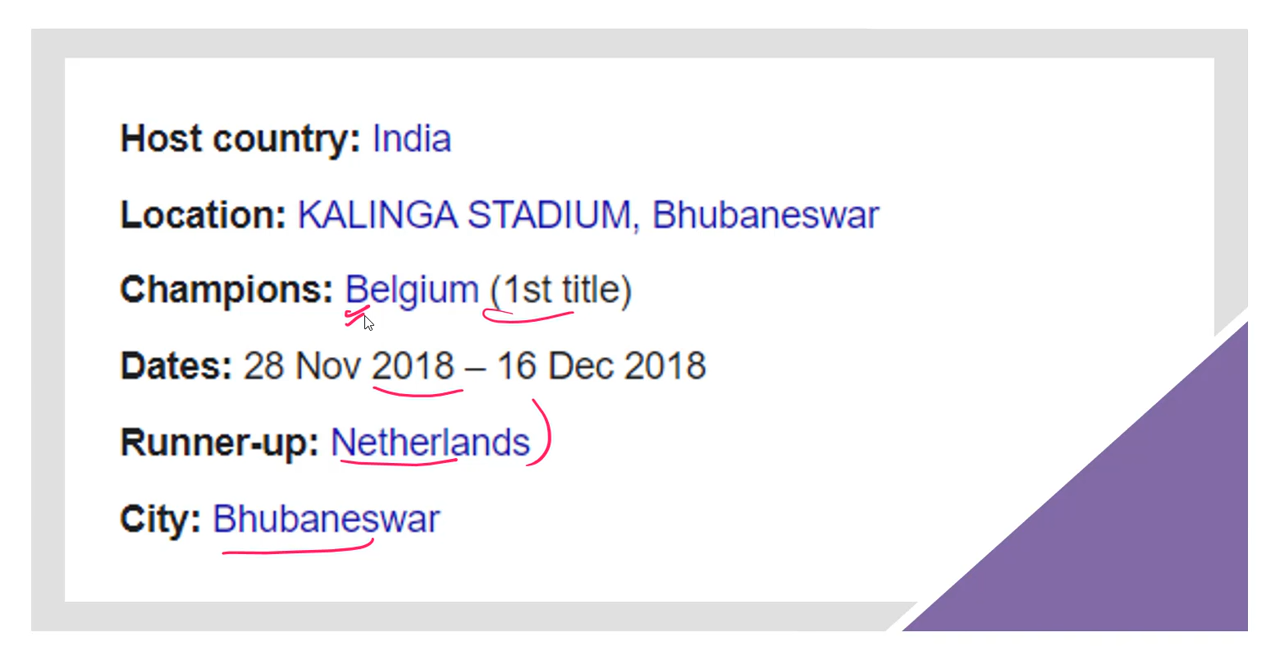 Host country: India
Location: KALINGA STADIUM, Bhubaneswar
Champions: Belgium (1st title)
Dates: 28 Nov 2018 – 16 Dec 2018
Runner-up: Netherlands
City: Bhubaneswar